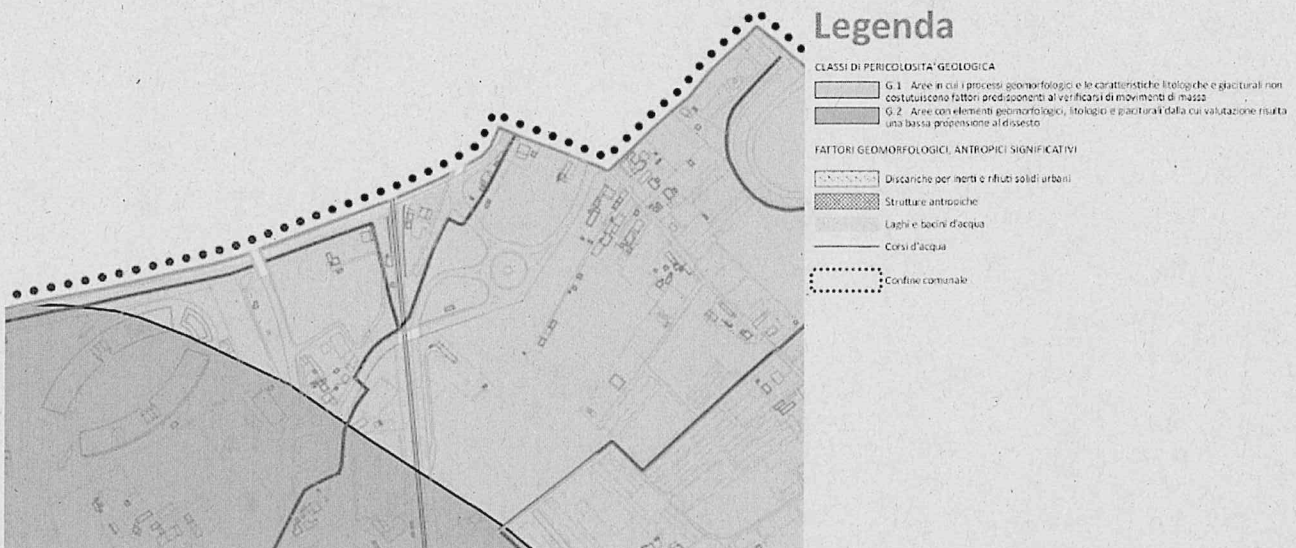 Legenda
CLASSI DI PERICOLOSITA' GEOLOGICA
G.1 Aree in cui i processi geomorfologici e le caratteristiche litologiche e giaciturali non
costutuiscono fattori predisponenti al verificarsi di movimenti di massa
G.2 Aree con elementi geomorfologici, litologici e giaciturali dalla cui valutazione risulta
una bassa propensione al dissesto
FATTORI GEOMORFOLOGICI, ANTROPICI SIGNIFICATIVI
Discariche per inerti e rifiuti solidi urbani
Strutture antropiche
Laghi e bacini d'acqua
Corsi d'acqua
Confine comunale